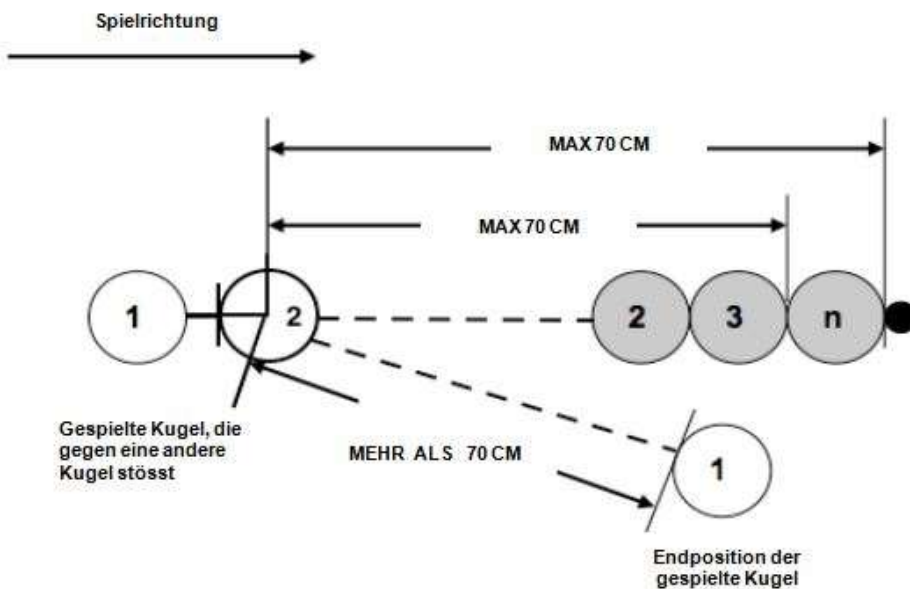 Spielrichtung
MAX 70 CM
MAX 70 CM
1
2
2
3
n
Gespielte Kugel, die
gegen eine andere
Kugel stösst
MEHR ALS 70 CM
1
Endposition der
gespielte Kugel